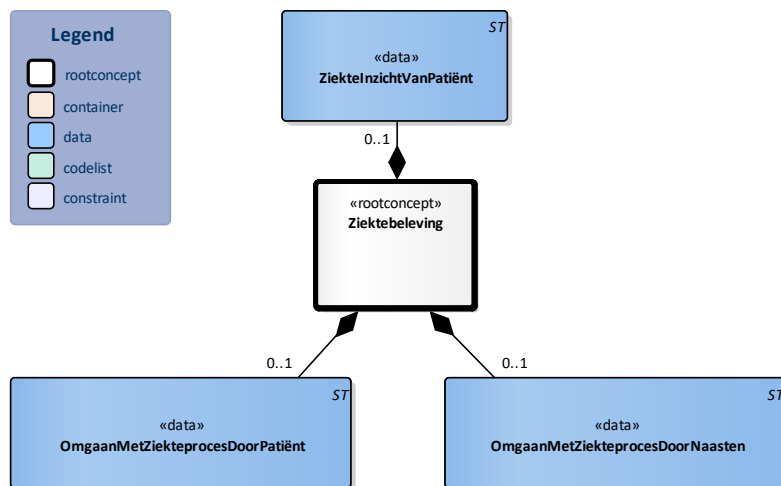 Legend
rootconcept
container
data
codelist
constraint
ST
«data»
ZiekteInzichtVanPatiënt
0..1
«rootconcept»
Ziektebeleving
0..1
0..1
ST
«data»
OmgaanMetZiekteprocesDoorPatiënt
ST
«data»
OmgaanMetZiekteprocesDoorNaasten